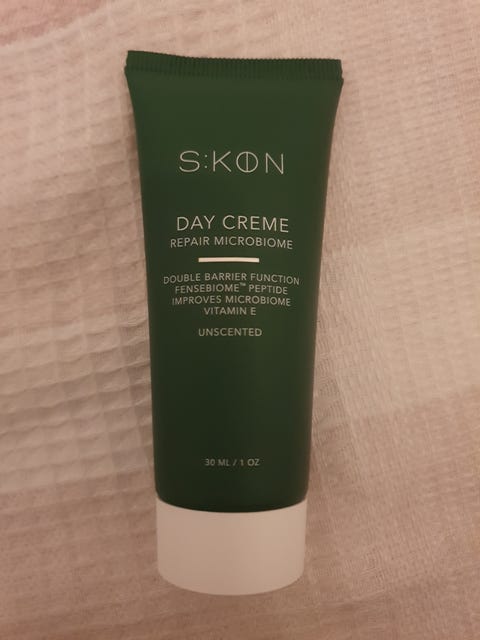 S:KIN
DAY CREME
REPAIR MICROBIOME
DOUBLE BARRIER FUNCTION
FENSEBIOME™ PEPTIDE
IMPROVES MICROBIOME
VITAMIN E
UNSCENTED
30 ML / 1 OZ